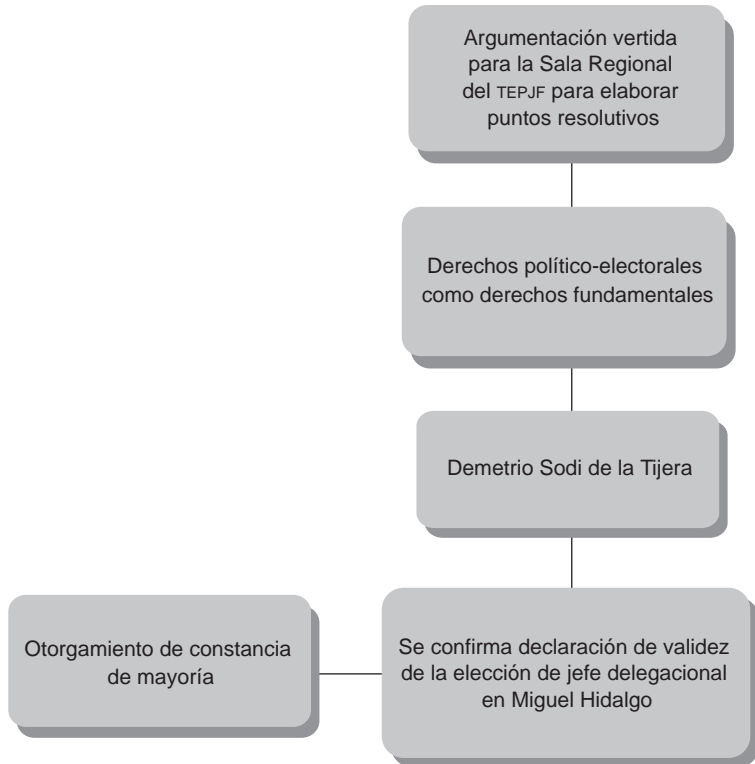 Argumentación vertida
para la Sala Regional
del TEPJF para elaborar
puntos resolutivos
Derechos político-electorales
como derechos fundamentales
Demetrio Sodi de la Tijera
Otorgamiento de constancia
de mayoría
Se confirma declaración de validez
de la elección de jefe delegacional
en Miguel Hidalgo